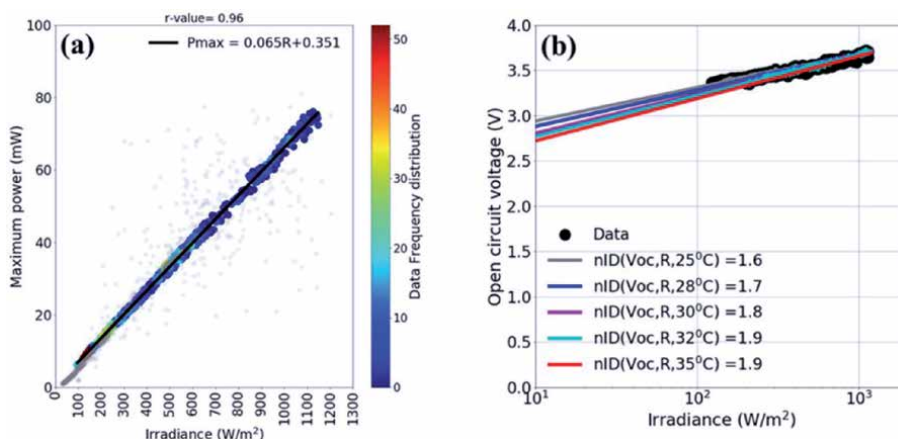 r-value= 0.96
(a)
Pmax = 0.065R+0.351
Maximum power (mW)
100
80
60
40
20
0
0
100
200
300
400
500
600
700
800
900
1000
1100
1200
1300
Irradiance (W/m²)
50
40
30
20
10
0
Data Frequency distribution
(b)
Open circuit voltage (V)
4.0
3.5
3.0
2.5
2.0
1.5
1.0
0.5
0.0
Data
nID(Voc,R,25⁰C) =1.6
nID(Voc,R,28⁰C) =1.7
nID(Voc,R,30⁰C) =1.8
nID(Voc,R,32⁰C) =1.9
nID(Voc,R,35⁰C) =1.9
10¹
10²
10³
Irradiance (W/m²)